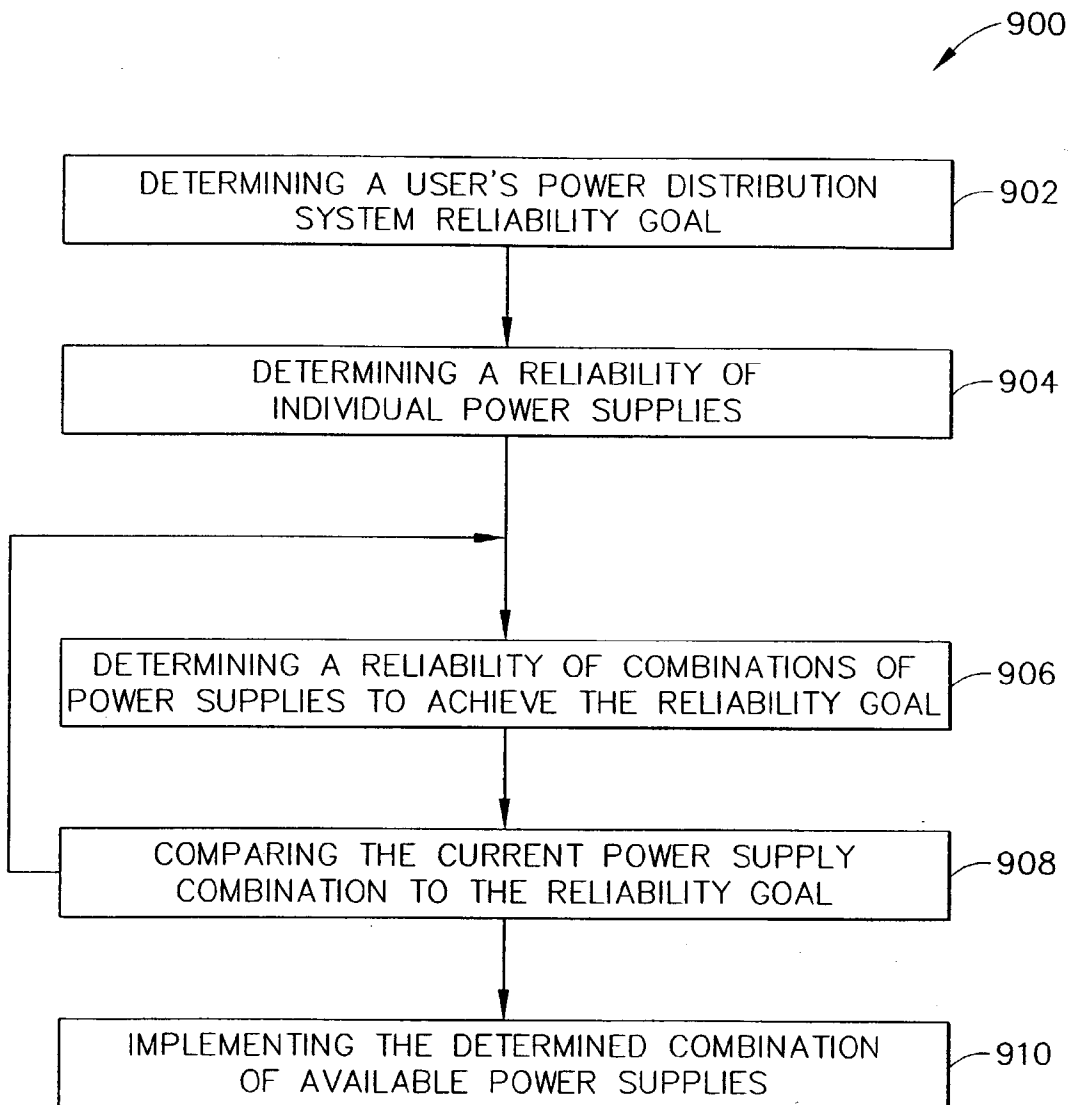 900
DETERMINING A USER'S POWER DISTRIBUTION
SYSTEM RELIABILITY GOAL
902
DETERMINING A RELIABILITY OF
INDIVIDUAL POWER SUPPLIES
904
DETERMINING A RELIABILITY OF COMBINATIONS OF
POWER SUPPLIES TO ACHIEVE THE RELIABILITY GOAL
906
COMPARING THE CURRENT POWER SUPPLY
COMBINATION TO THE RELIABILITY GOAL
908
IMPLEMENTING THE DETERMINED COMBINATION
OF AVAILABLE POWER SUPPLIES
910